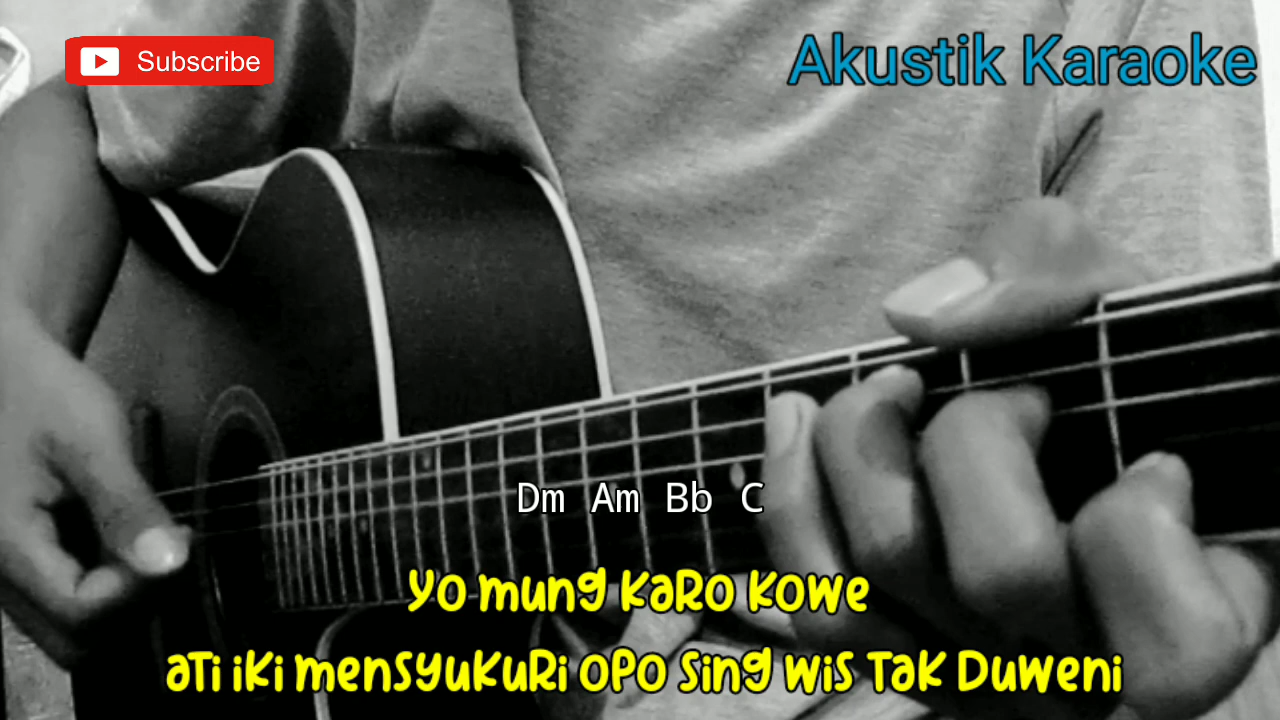 Subscribe
Akustik Karaoke
Dm Am Bb C
Yo mung karo kowe
ati iki mensyukuri opo sing wis tak duweni